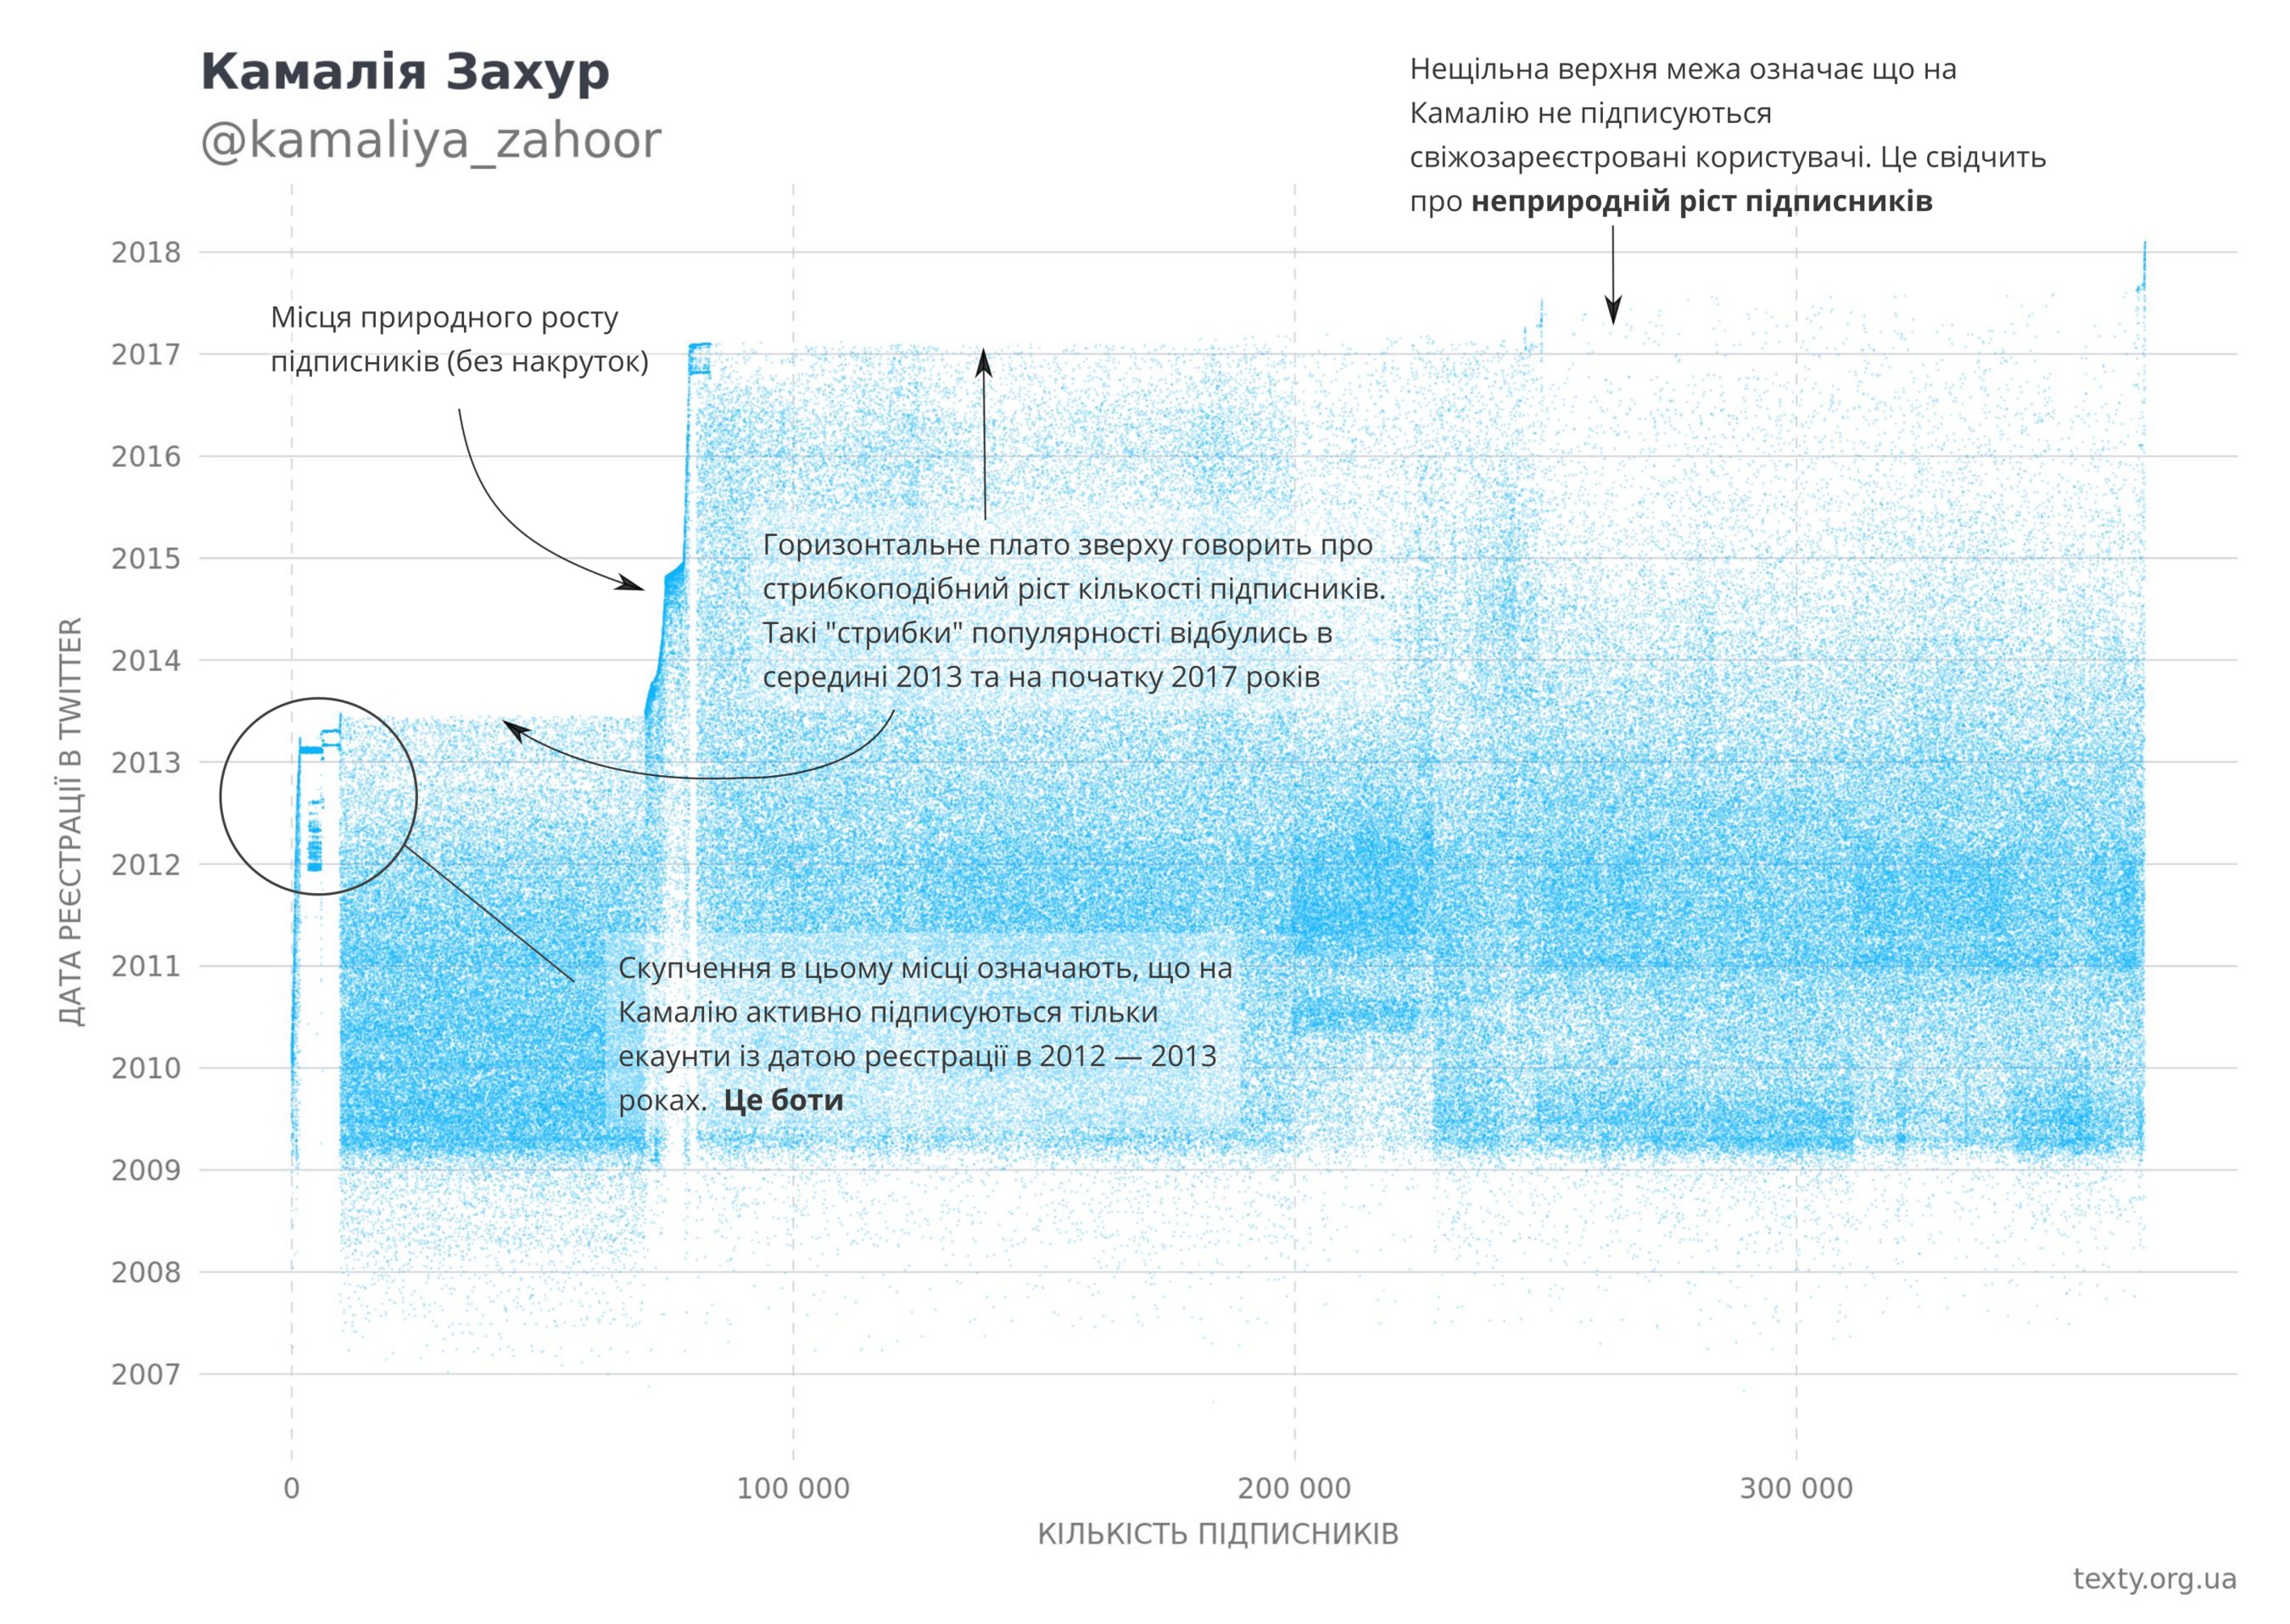 Камалія Захур
@kamaliya_zahoor
Нещільна верхня межа означає що на
Камалію не підписуються
свіжозареєстровані користувачі. Це свідчить
про неприродній ріст підписників
2018
Місця природного росту
підписників (без накруток)
2017
2016
Горизонтальне плато зверху говорить про
стрибкоподібний ріст кількості підписників.
Такі "стрибки" популярності відбулись в
середині 2013 та на початку 2017 років
2015
2014
2013
2012
Скупчення в цьому місці означають, що на
Камалію активно підписуються тільки
екаунти із датою реєстрації в 2012 — 2013
роках. Це боти
2011
2010
2009
2008
2007
ДАТА РЕЄСТРАЦІЇ В TWITTER
0
100 000
200 000
300 000
КІЛЬКІСТЬ ПІДПИСНИКІВ
texty.org.ua